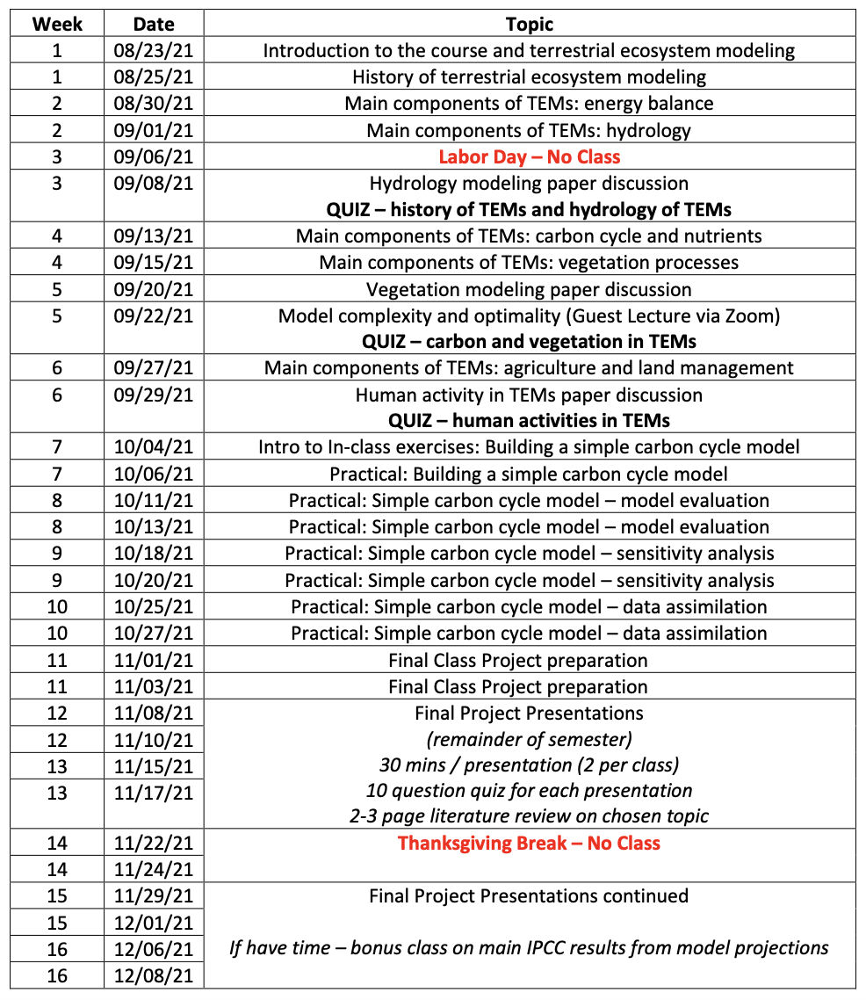 Week Date Topic
1 08/23/21 Introduction to the course and terrestrial ecosystem modeling
1 08/25/21 History of terrestrial ecosystem modeling
2 08/30/21 Main components of TEMs: energy balance
2 09/01/21 Main components of TEMs: hydrology
3 09/06/21 Labor Day – No Class
3 09/08/21 Hydrology modeling paper discussion
QUIZ – history of TEMs and hydrology of TEMs
4 09/13/21 Main components of TEMs: carbon cycle and nutrients
4 09/15/21 Main components of TEMs: vegetation processes
5 09/20/21 Vegetation modeling paper discussion
5 09/22/21 Model complexity and optimality (Guest Lecture via Zoom)
QUIZ – carbon and vegetation in TEMs
6 09/27/21 Main components of TEMs: agriculture and land management
6 09/29/21 Human activity in TEMs paper discussion
QUIZ – human activities in TEMs
7 10/04/21 Intro to In-class exercises: Building a simple carbon cycle model
7 10/06/21 Practical: Building a simple carbon cycle model
8 10/11/21 Practical: Simple carbon cycle model – model evaluation
8 10/13/21 Practical: Simple carbon cycle model – model evaluation
9 10/18/21 Practical: Simple carbon cycle model – sensitivity analysis
9 10/20/21 Practical: Simple carbon cycle model – sensitivity analysis
10 10/25/21 Practical: Simple carbon cycle model – data assimilation
10 10/27/21 Practical: Simple carbon cycle model – data assimilation
11 11/01/21 Final Class Project preparation
11 11/03/21 Final Class Project preparation
12 11/08/21 Final Project Presentations
12 11/10/21 (remainder of semester)
13 11/15/21 30 mins / presentation (2 per class)
13 11/17/21 10 question quiz for each presentation
2-3 page literature review on chosen topic
14 11/22/21 Thanksgiving Break – No Class
14 11/24/21
15 11/29/21 Final Project Presentations continued
15 12/01/21
16 12/06/21 If have time – bonus class on main IPCC results from model projections
16 12/08/21